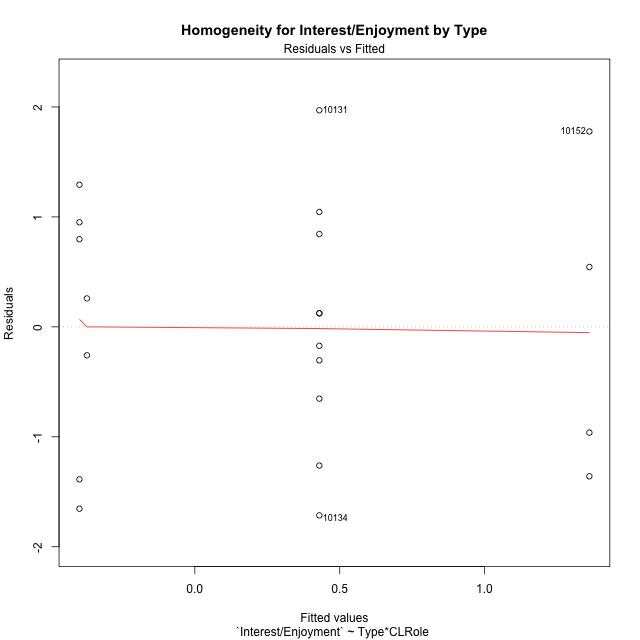 Homogeneity for Interest/Enjoyment by Type
Residuals vs Fitted
2
1
0
-1
-2
Residuals
10131
10152
10134
0.0 0.5 1.0
Fitted values
`Interest/Enjoyment` ~ Type*CLRole